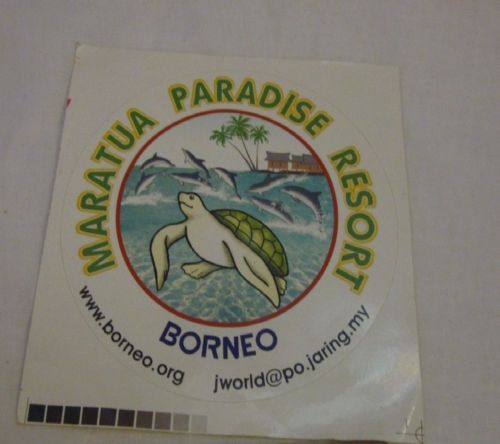 MARATUA PARADISE RESORT
BORNEO
www.borneo.org
jworld@po.jaring.my